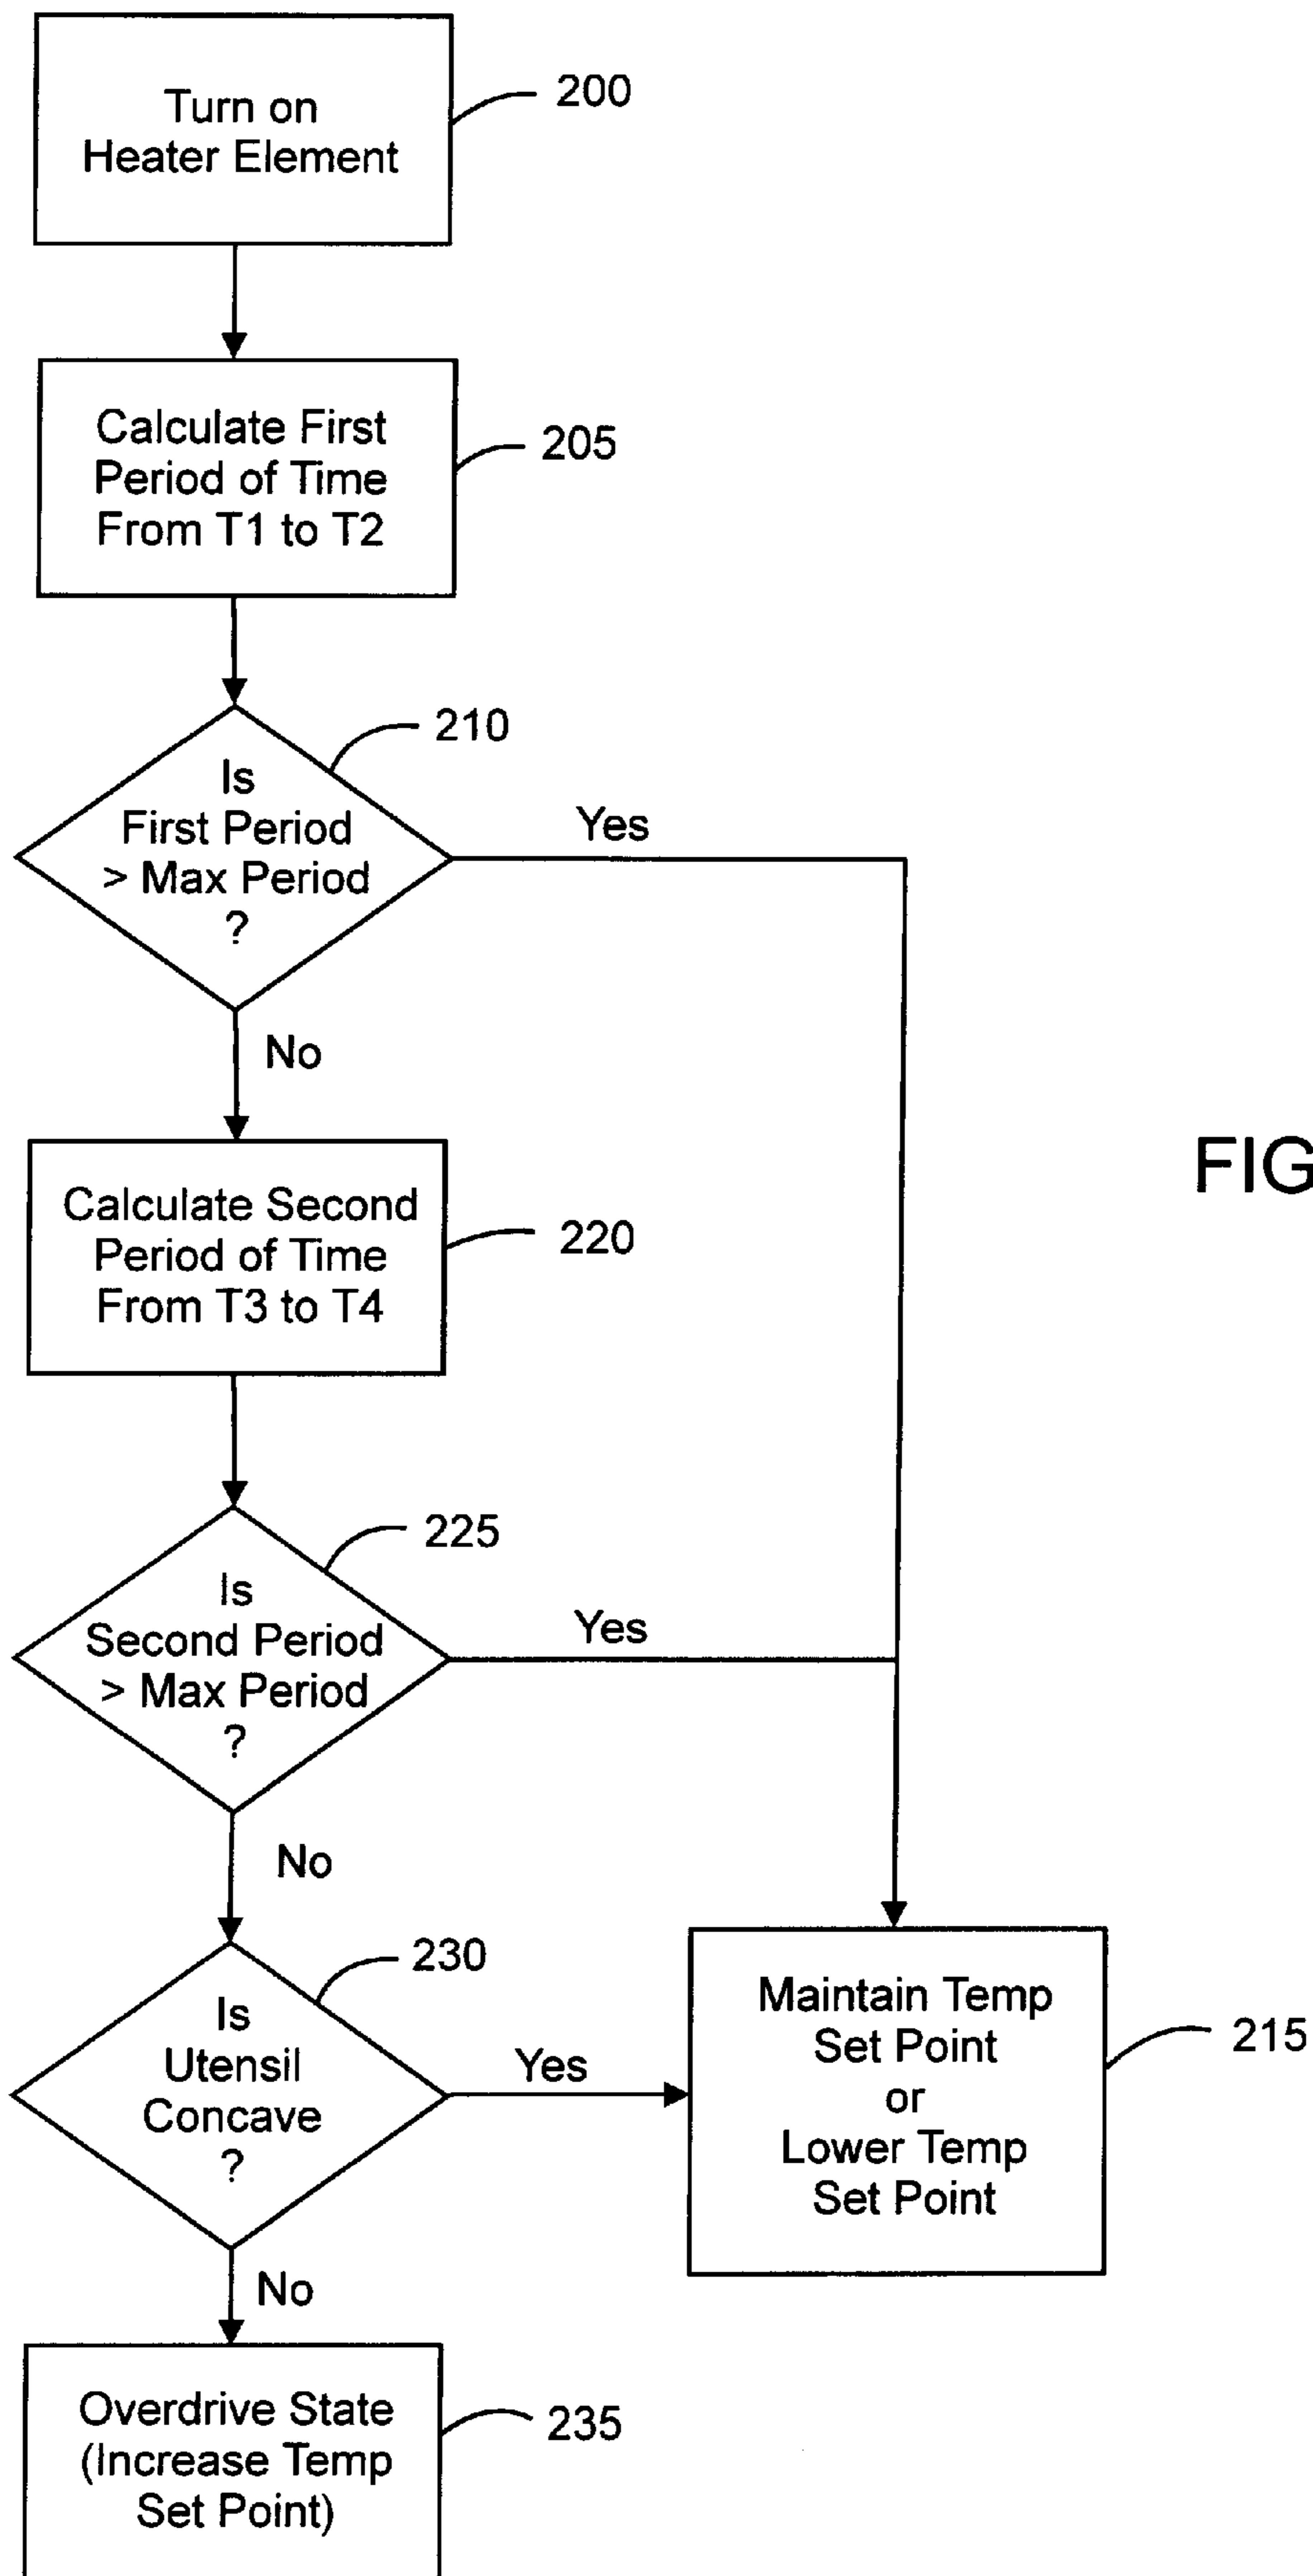 Turn on
Heater Element
200
Calculate First
Period of Time
From T1 to T2
205
Is
First Period
> Max Period
?
210
Yes
No
Calculate Second
Period of Time
From T3 to T4
220
FIG
Is
Second Period
> Max Period
?
225
Yes
No
Is
Utensil
Concave
?
230
Yes
No
Maintain Temp
Set Point
or
Lower Temp
Set Point
215
Overdrive State
(Increase Temp
Set Point)
235